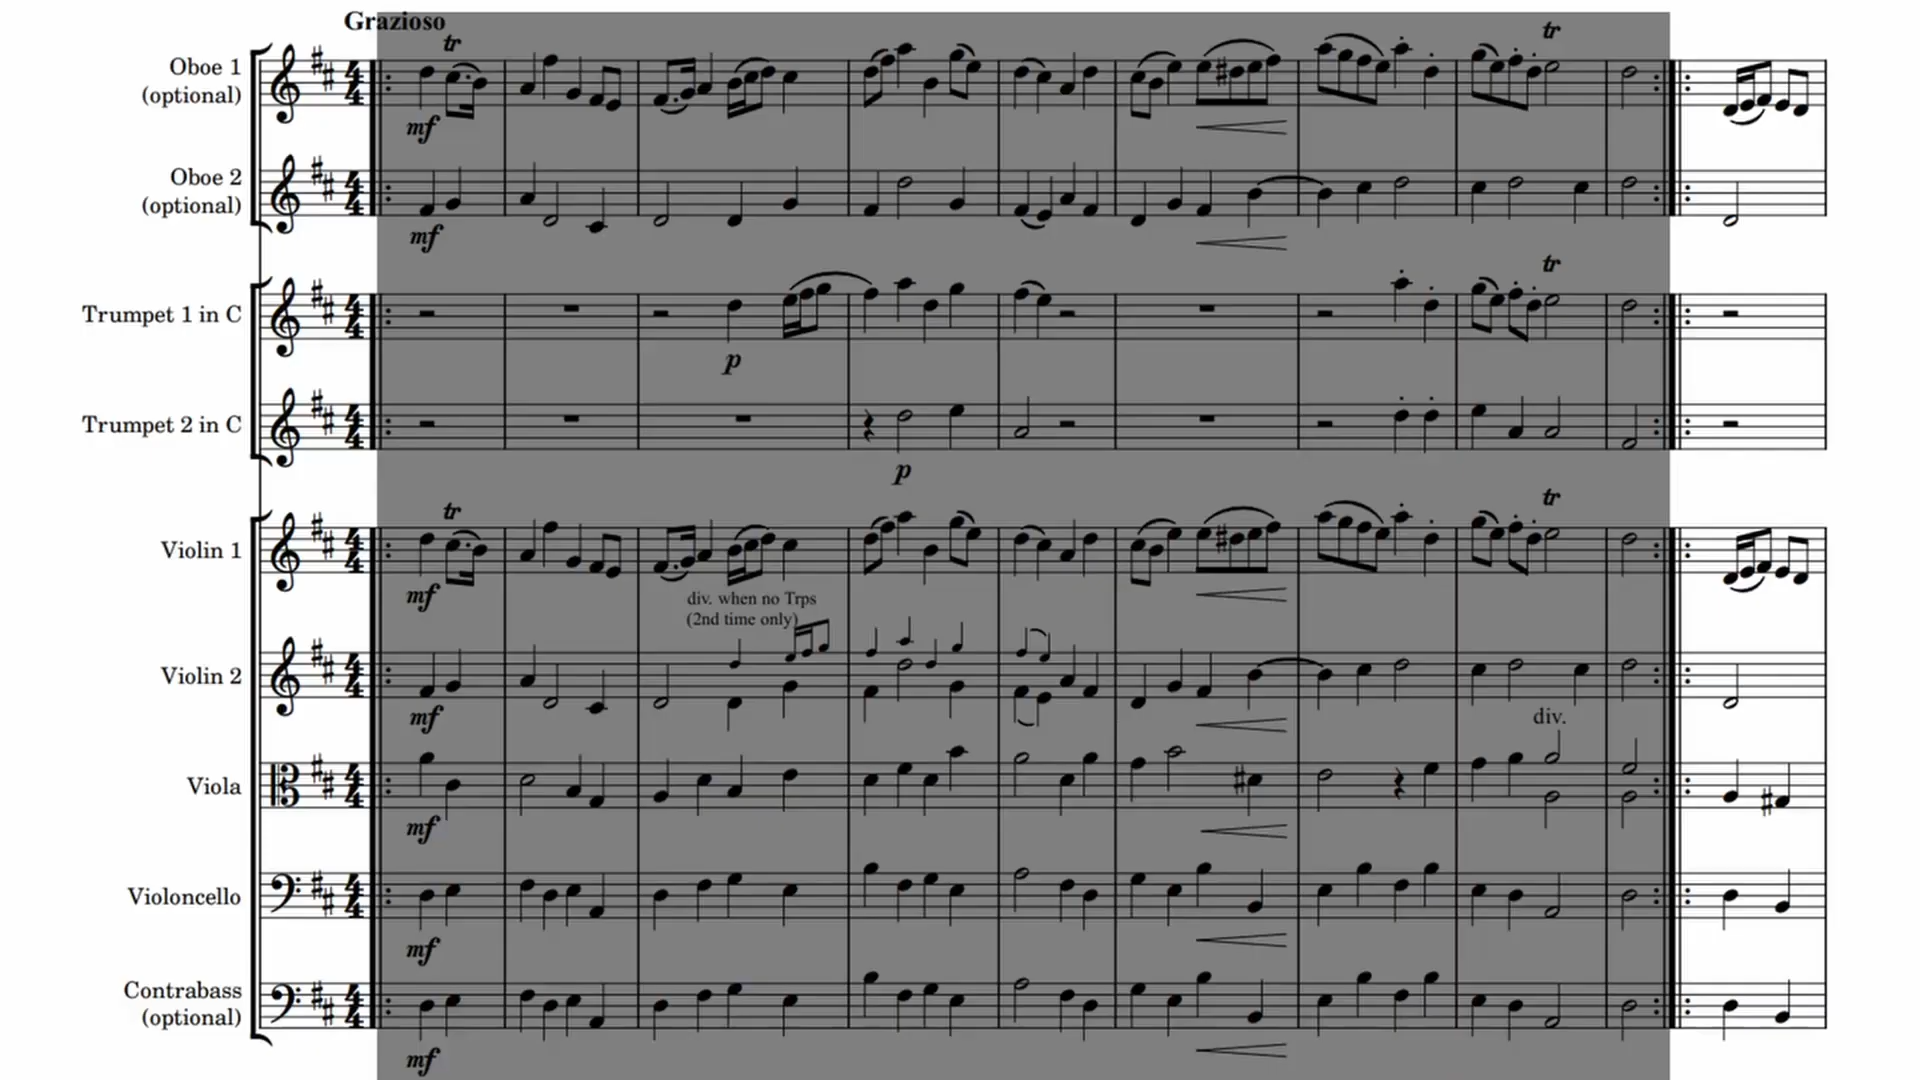 Grazioso
tr
tr
Oboe 1
(optional)
mf
Oboe 2
(optional)
mf
tr
Trumpet 1 in C
p
Trumpet 2 in C
p
tr
tr
Violin 1
mf
div. when no Trps
(2nd time only)
Violin 2
mf
div.
Viola
mf
Violoncello
mf
Contrabass
(optional)
mf